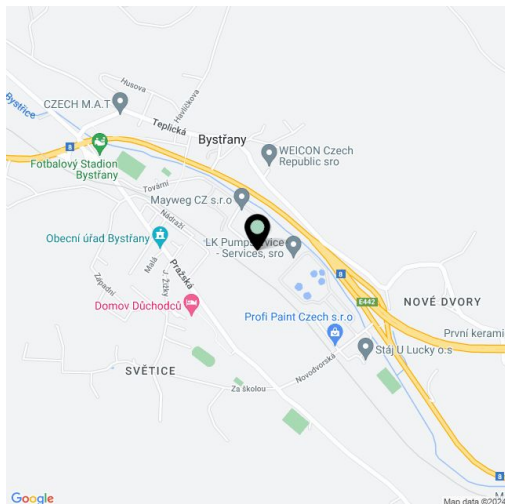 Husova
CZECH M.A.T
Havlíčkova
Bystřice
Teplická
Bystřany
8
Fotbalový Stadion
Bystřany
WEICON Czech
Republic sro
Tovární
Mayweg CZ s.r.o
Nádraží
Obecní úřad Bystřany
LK Pumpservice
- Services, sro
Malá
Pražská
J. Žižky
8
Západní
E442
NOVÉ DVORY
Domov Důchodců
Profi Paint Czech s.r.o
První kerami
Stáj U Lucky o.s
Novodvorská
SVĚTICE
Za školou
8
Google
Map data ©2024